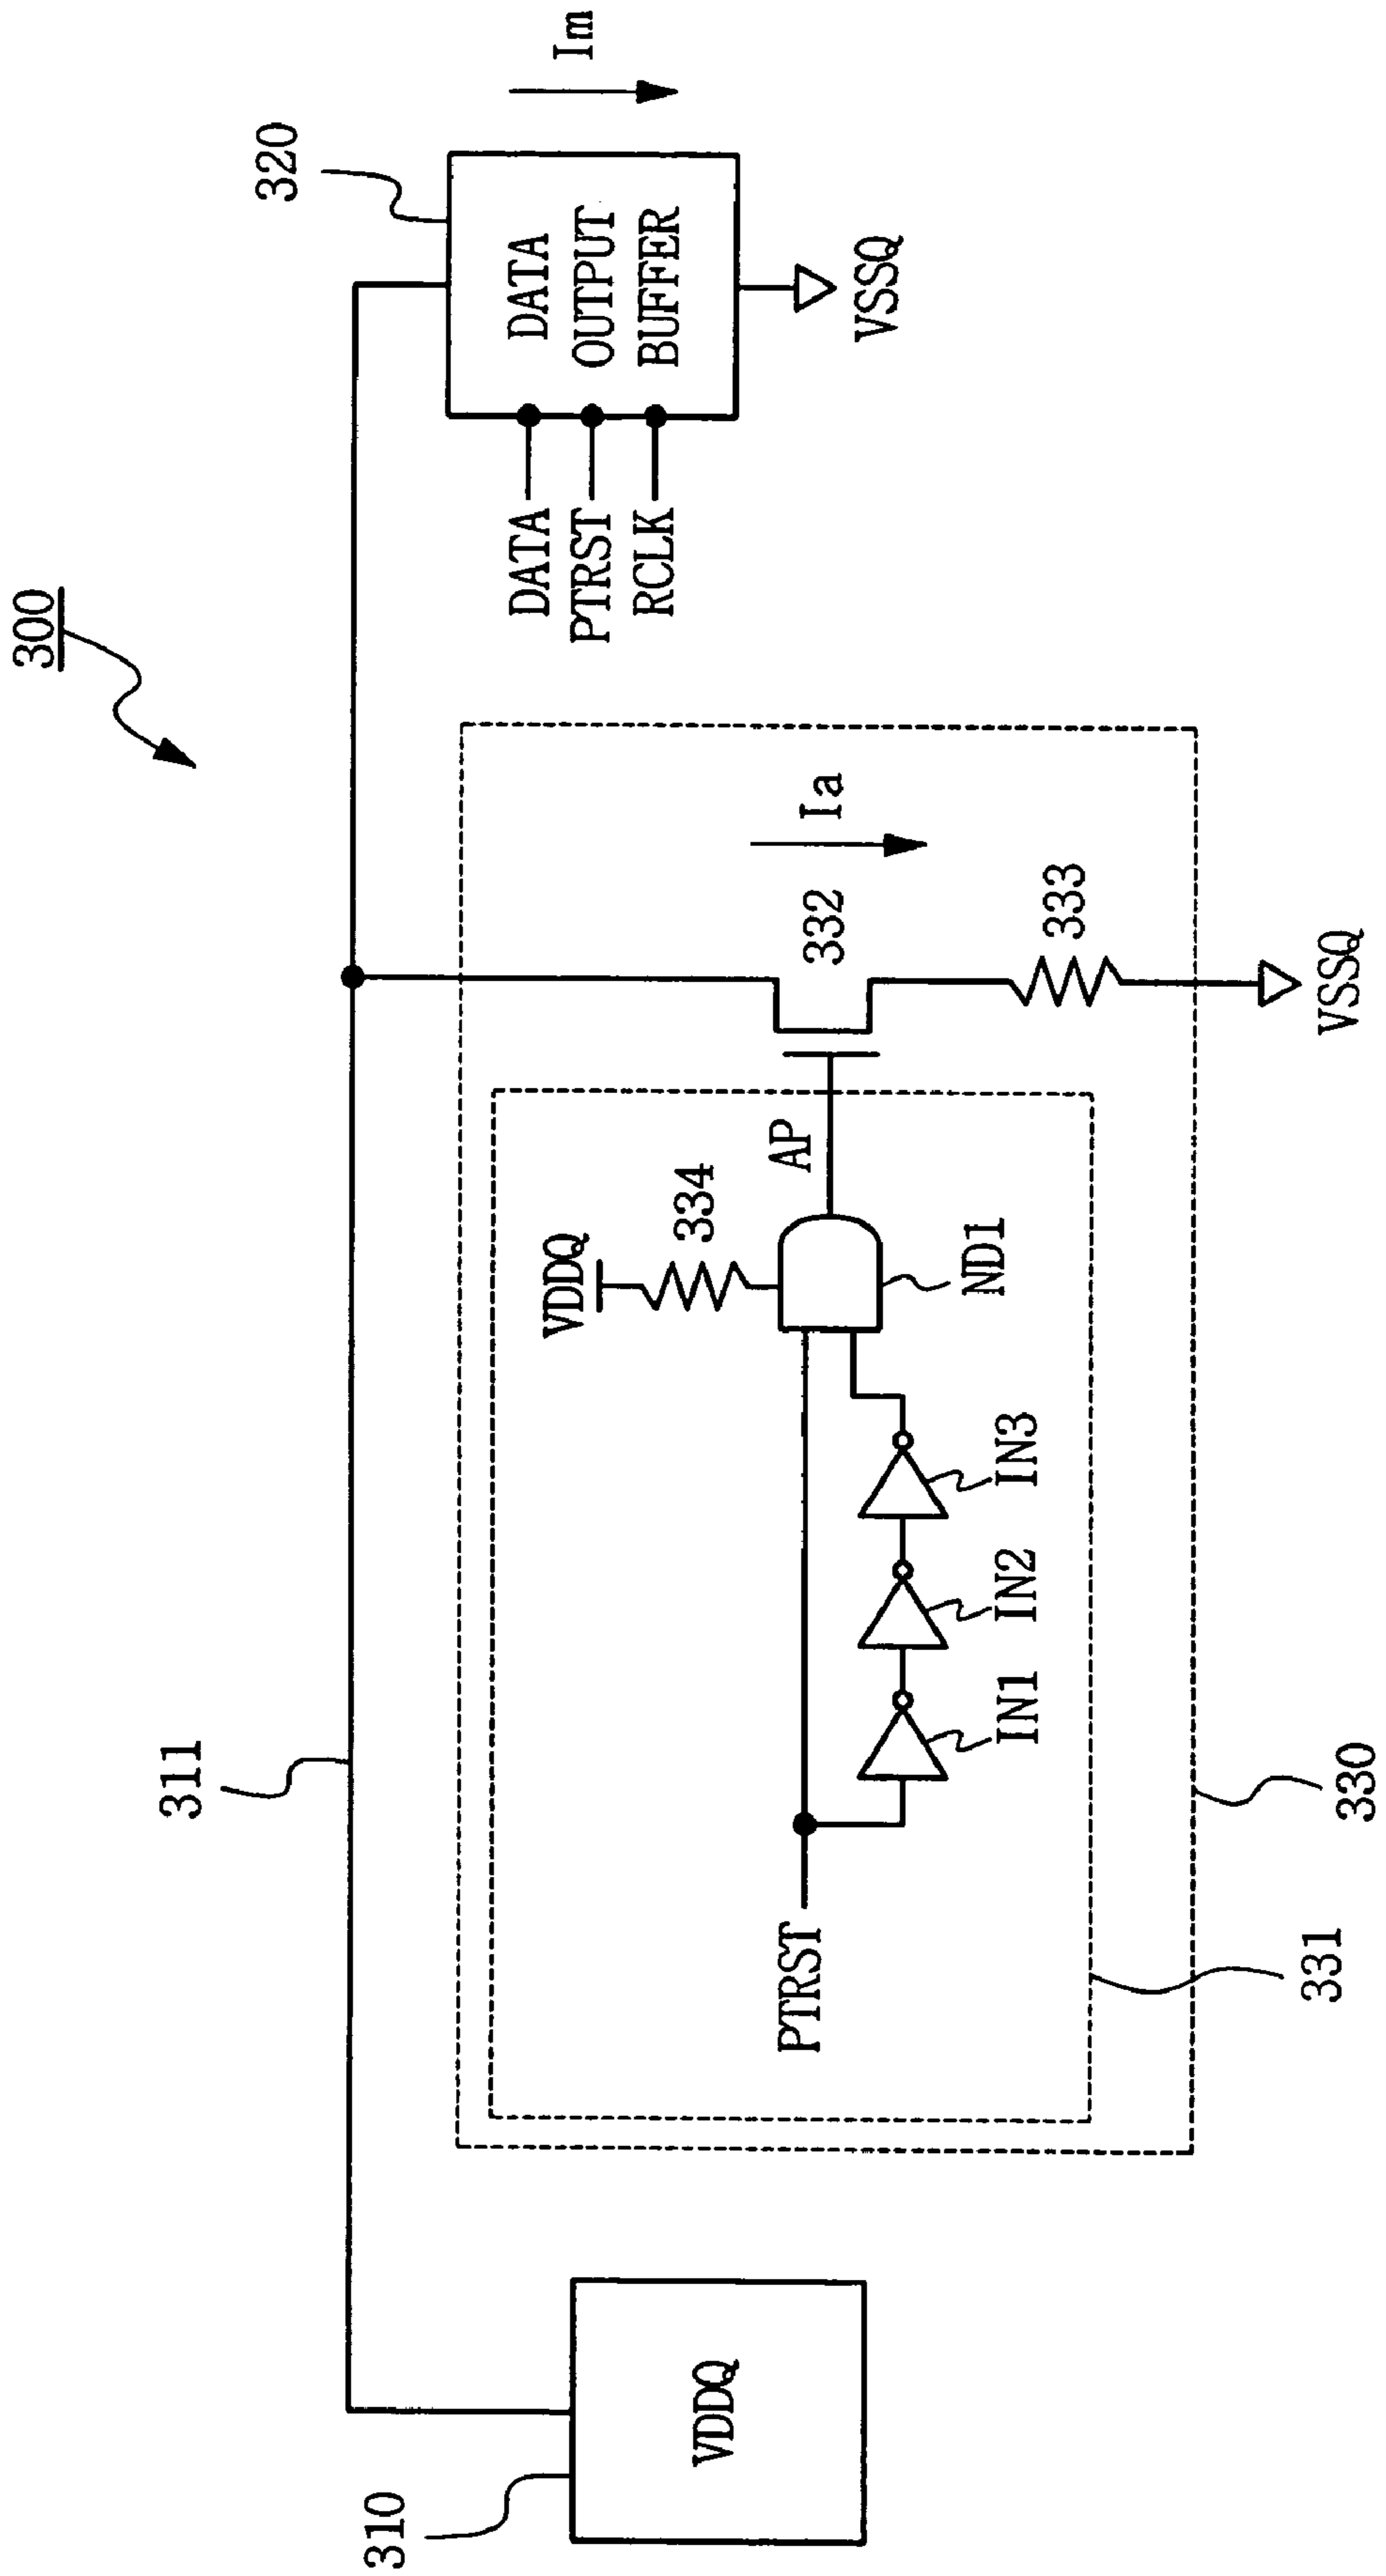 300
311
310
VDDQ
320
DATA
OUTPUT
BUFFER
Im
DATA
PTRST
RCLK
VSSQ
VDDQ
334
AP
332
Ia
PTRST
ND1
333
IN1
IN2
IN3
VSSQ
331
330